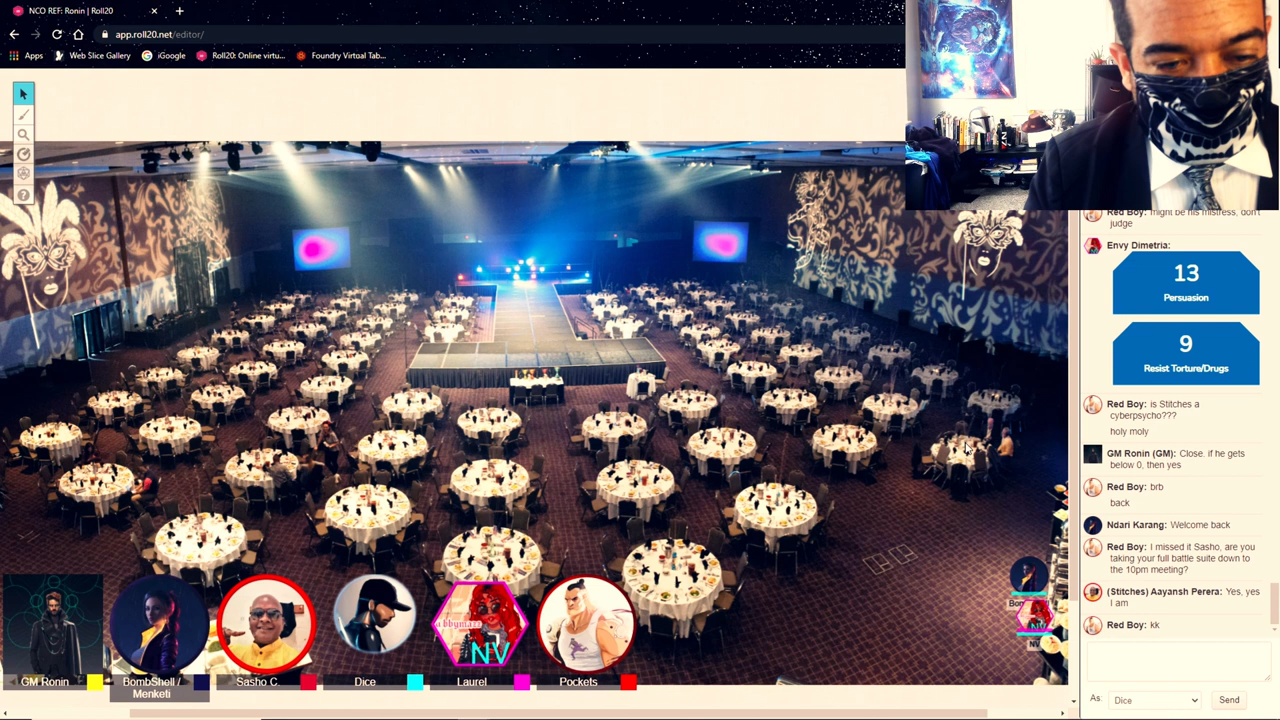 NCO REF: Ronin | Roll20
app.roll20.net/editor/
Apps
Web Slice Gallery
iGoogle
Roll20: Online virtu...
Foundry Virtual Tab...
Red Boy: might be his mistress, don't
judge
Envy Dimetria:
13
Persuasion
9
Resist Torture/Drugs
Red Boy: is Stitches a
cyberpsycho???
holy moly
GM Ronin (GM): Close. if he gets
below 0, then yes
Red Boy: brb
back
Ndari Karang: Welcome back
Red Boy: I missed it Sasho, are you
taking your full battle suite down to
the 10pm meeting?
(Stitches) Aayansh Perera: Yes, yes
I am
Red Boy: kk
As:
Dice
Send
NV
GM Ronin
BombShell /
Menketi
Sasho C.
Dice
Laurel
Pockets